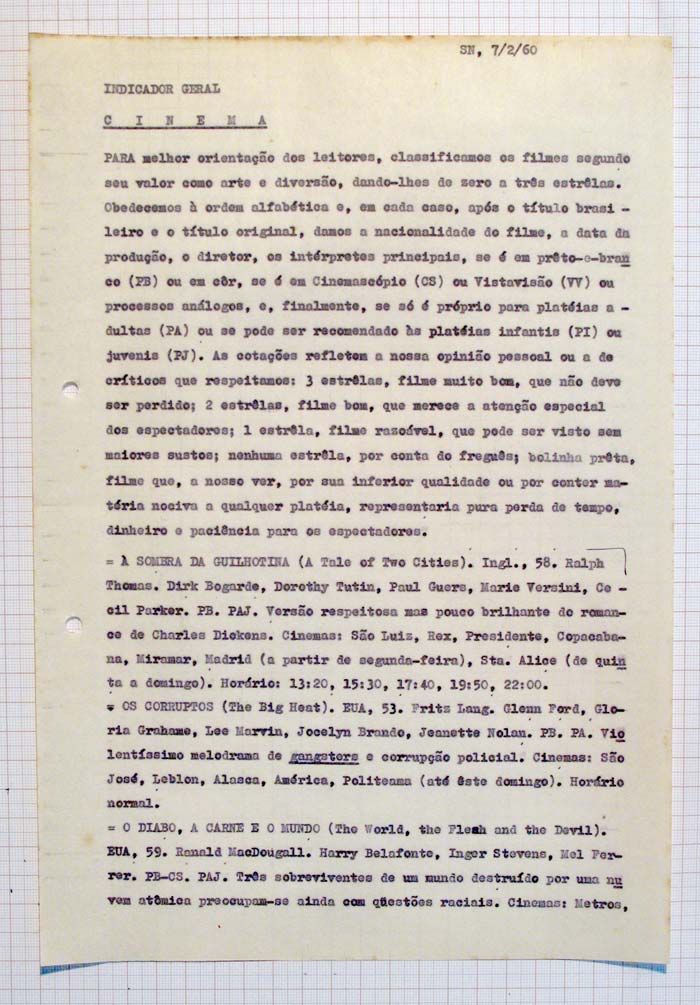 SN, 7/2/60
INDICADOR GERAL
C I N E M A
PARA melhor orientação dos leitores, classificamos os filmes segundo
seu valor como arte e diversão, dando-lhes de zero a três estrêlas.
Obedecemos à ordem alfabética e, em cada caso, após o título brasi -
leiro e o título original, damos a nacionalidade do filme, a data da
produção, o diretor, os intérpretes principais, se é em prêto-e-bran
co (PB) ou em côr, se é em Cinemascópio (CS) ou Vistavisão (VV) ou
processos análogos, e, finalmente, se só é próprio para platéias a -
dultas (PA) ou se pode ser recomendado às platéias infantis (PI) ou
juvenis (PJ). As cotações refletem a nossa opinião pessoal ou a de
críticos que respeitamos: 3 estrêlas, filme muito bom, que não deve
ser perdido; 2 estrêlas, filme bom, que merece a atenção especial
dos espectadores; 1 estrêla, filme razoável, que pode ser visto sem
maiores sustos; nenhuma estrêla, por conta do freguês; bolinha prêta,
filme que, a nosso ver, por sua inferior qualidade ou por conter ma-
téria nociva a qualquer platéia, representaria pura perda de tempo,
dinheiro e paciência para os espectadores.
= À SOMBRA DA GUILHOTINA (A Tale of Two Cities). Ingl., 58. Ralph
Thomas. Dirk Bogarde, Dorothy Tutin, Paul Guers, Marie Versini, Ce -
cil Parker. PB. PAJ. Versão respeitosa mas pouco brilhante do roman-
ce de Charles Dickens. Cinemas: São Luiz, Rex, Presidente, Copacaba-
na, Miramar, Madrid (a partir de segunda-feira), Sta. Alice (de quin
ta a domingo). Horário: 13:20, 15:30, 17:40, 19:50, 22:00.
* OS CORRUPTOS (The Big Heat). EUA, 53. Fritz Lang. Glenn Ford, Glo-
ria Grahame, Lee Marvin, Jocelyn Brando, Jeanette Nolan. PB. PA. Vio
lentíssimo melodrama de gangsters e corrupção policial. Cinemas: São
José, Leblon, Alasca, América, Politeama (até êste domingo). Horário
normal.
= O DIABO, A CARNE E O MUNDO (The World, the Flesh and the Devil).
EUA, 59. Ranald MacDougall. Harry Belafonte, Inger Stevens, Mel Fer-
rer. PB-CS. PAJ. Três sobreviventes de um mundo destruído por uma nu
vem atômica preocupam-se ainda com qüestões raciais. Cinemas: Metros,